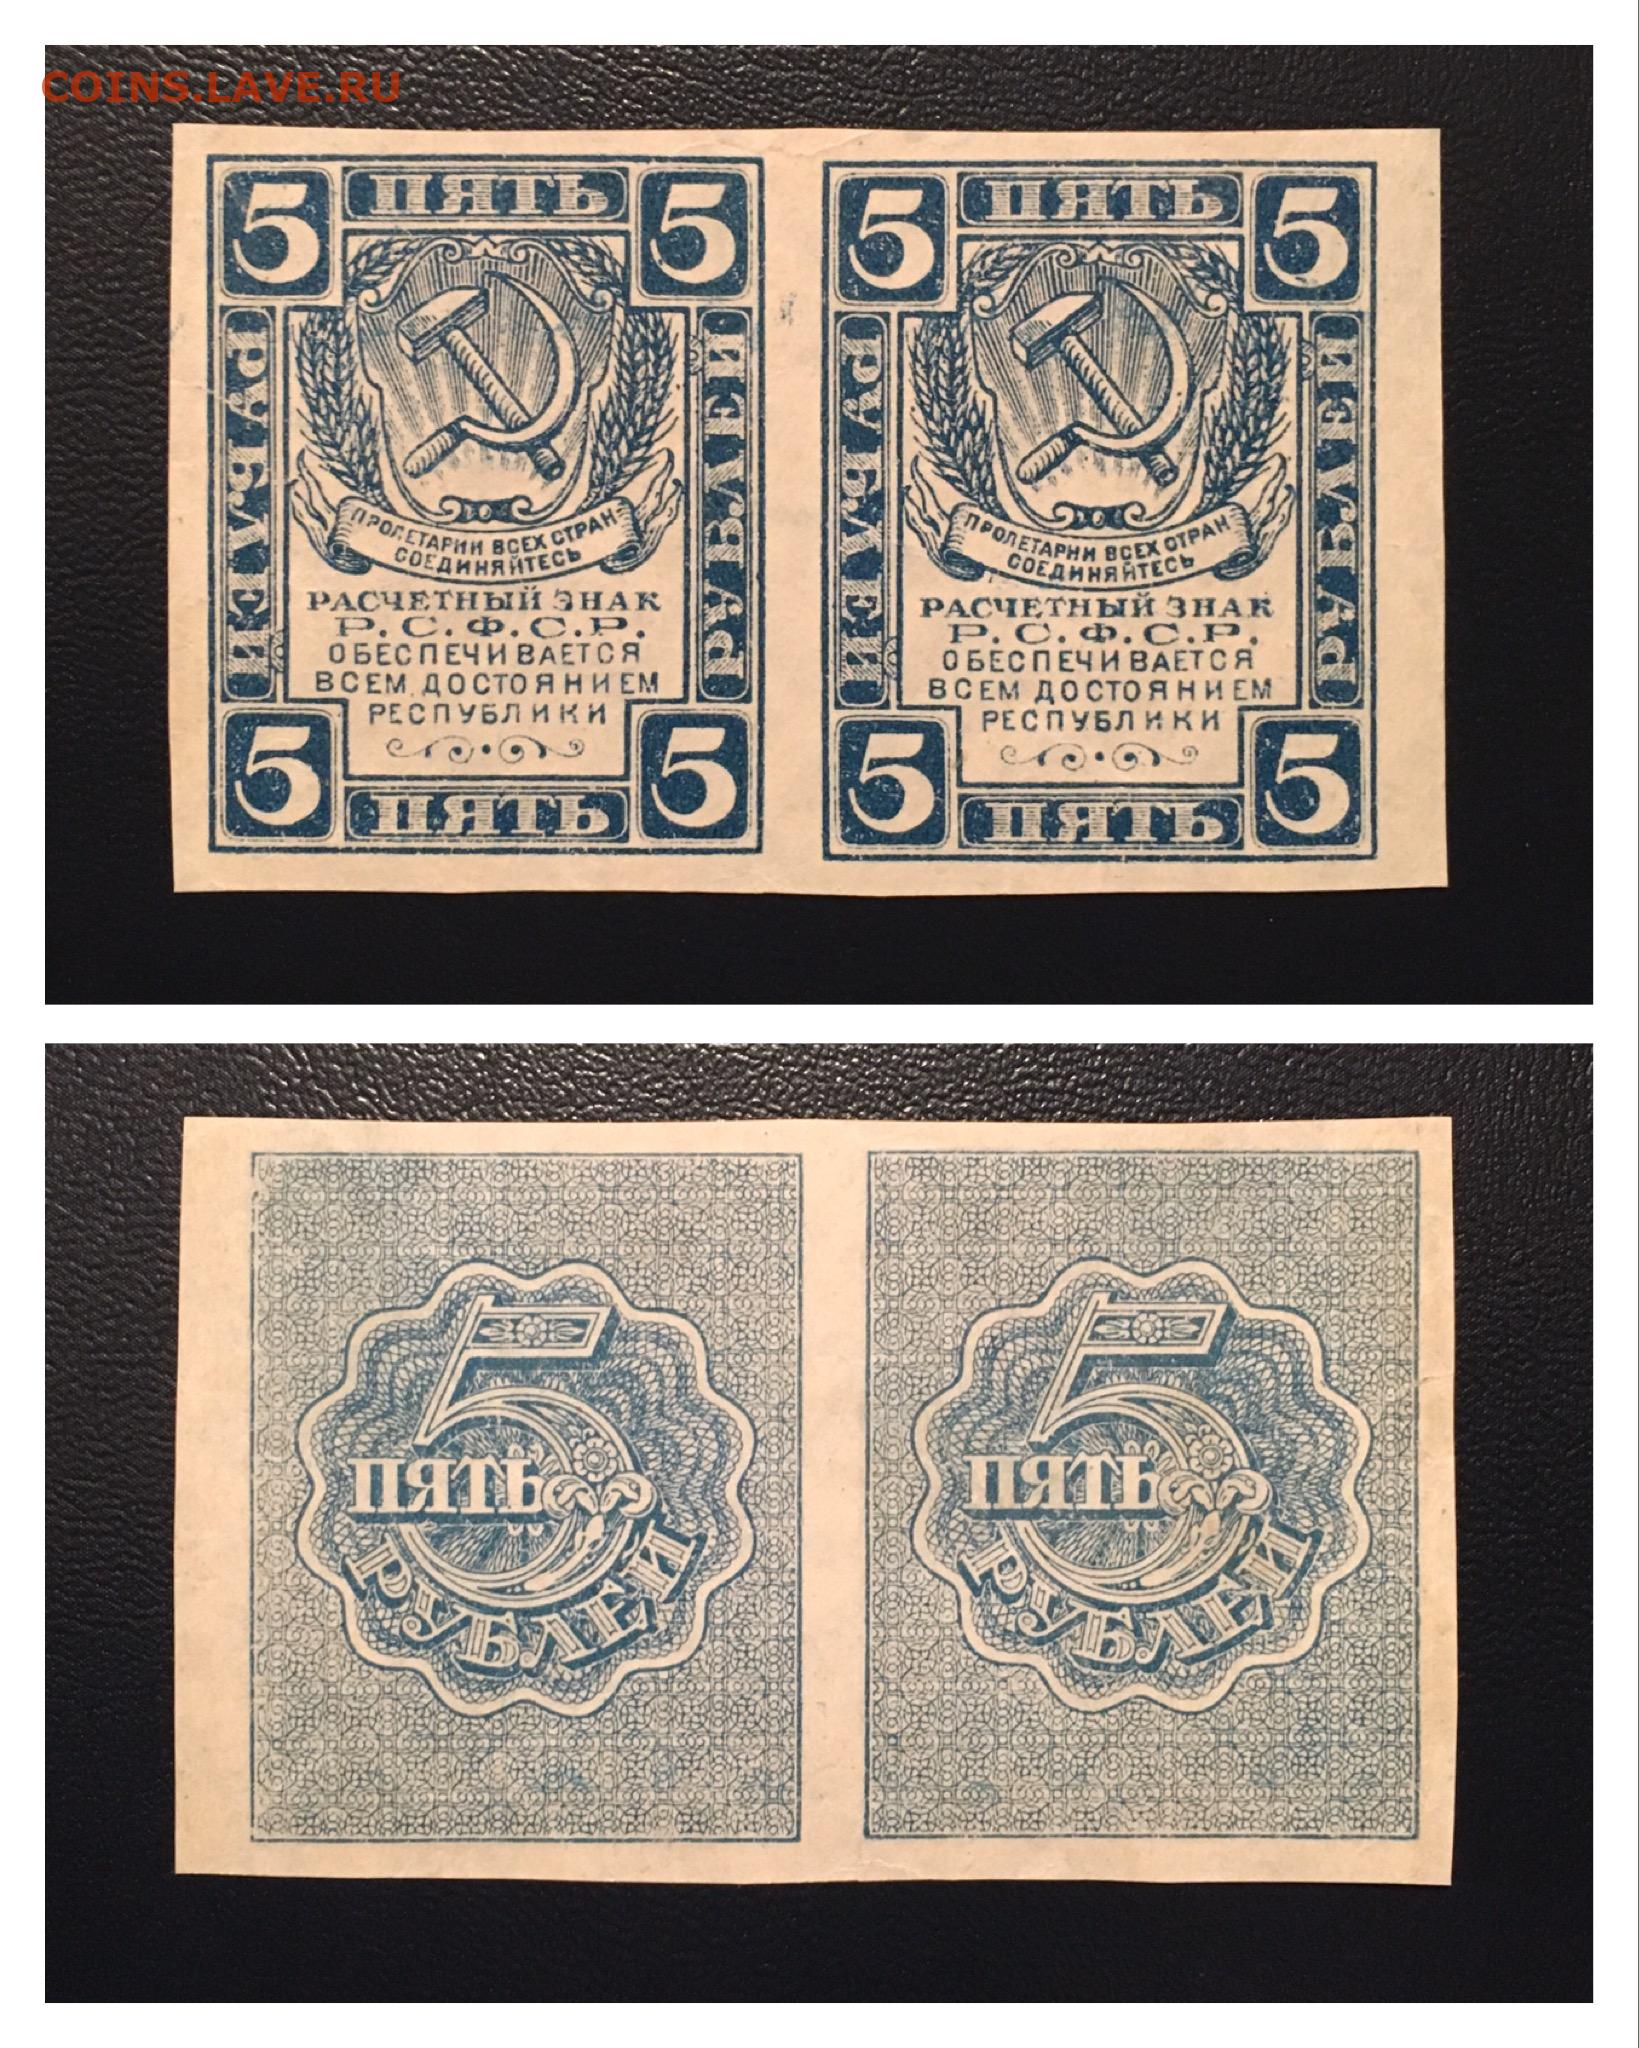 COINS.LAVE.RU
5 ПЯТЬ 5
РУБЛЕЙ
РУБЛЕЙ
ПРОЛЕТАРИИ ВСЕХ СТРАН
СОЕДИНЯЙТЕСЬ
РАСЧЕТНЫЙ ЗНАК
Р.С.Ф.С.Р.
ОБЕСПЕЧИВАЕТСЯ
ВСЕМ ДОСТОЯНИЕМ
РЕСПУБЛИКИ
5 ПЯТЬ 5
5 ПЯТЬ 5
РУБЛЕЙ
РУБЛЕЙ
ПРОЛЕТАРИИ ВСЕХ СТРАН
СОЕДИНЯЙТЕСЬ
РАСЧЕТНЫЙ ЗНАК
Р.С.Ф.С.Р.
ОБЕСПЕЧИВАЕТСЯ
ВСЕМ ДОСТОЯНИЕМ
РЕСПУБЛИКИ
5 ПЯТЬ 5
5
ПЯТЬ
РУБЛЕЙ
5
ПЯТЬ
РУБЛЕЙ